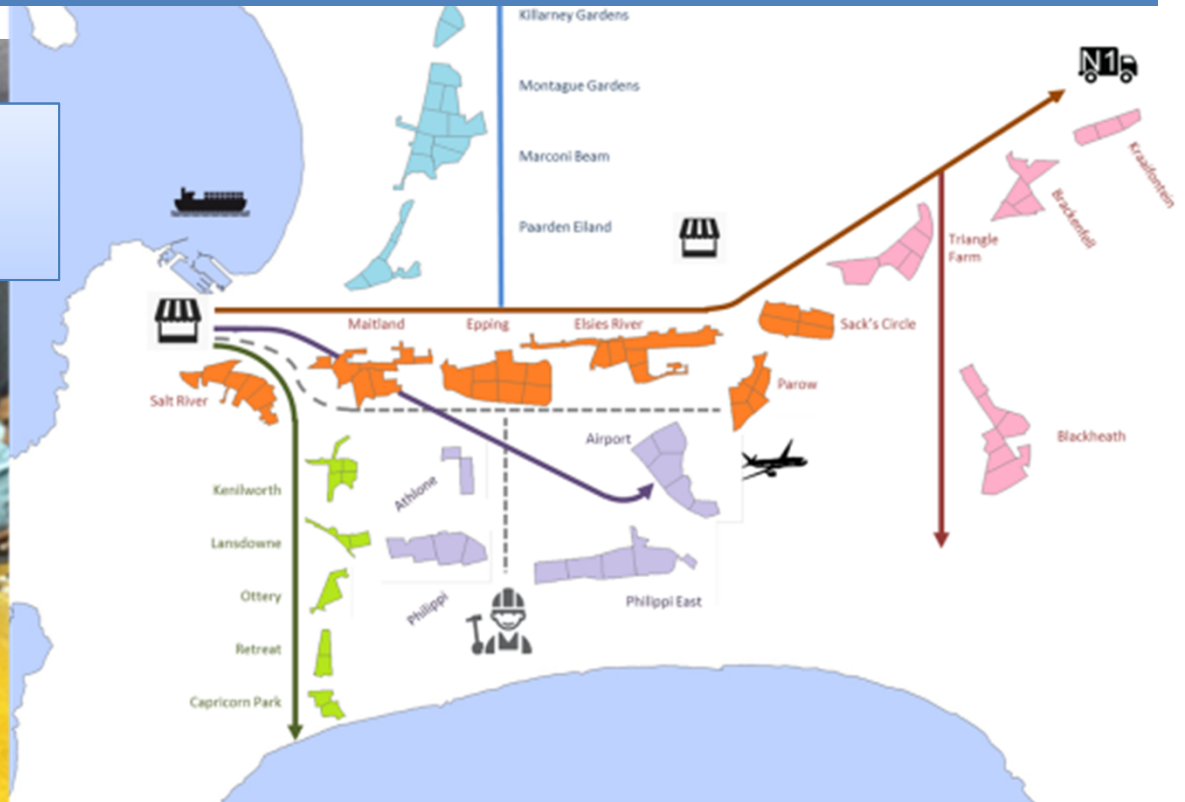 Killarney Gardens
Montague Gardens
Marconi Beam
Paarden Eiland
N1
Kraaifontein
Brackenfell
Triangle
Farm
Maitland
Epping
Elsies River
Sack's Circle
Salt River
Parow
Airport
Blackheath
Kenilworth
Athlone
Lansdowne
Ottery
Philippi
Philippi East
Retreat
Capricorn Park